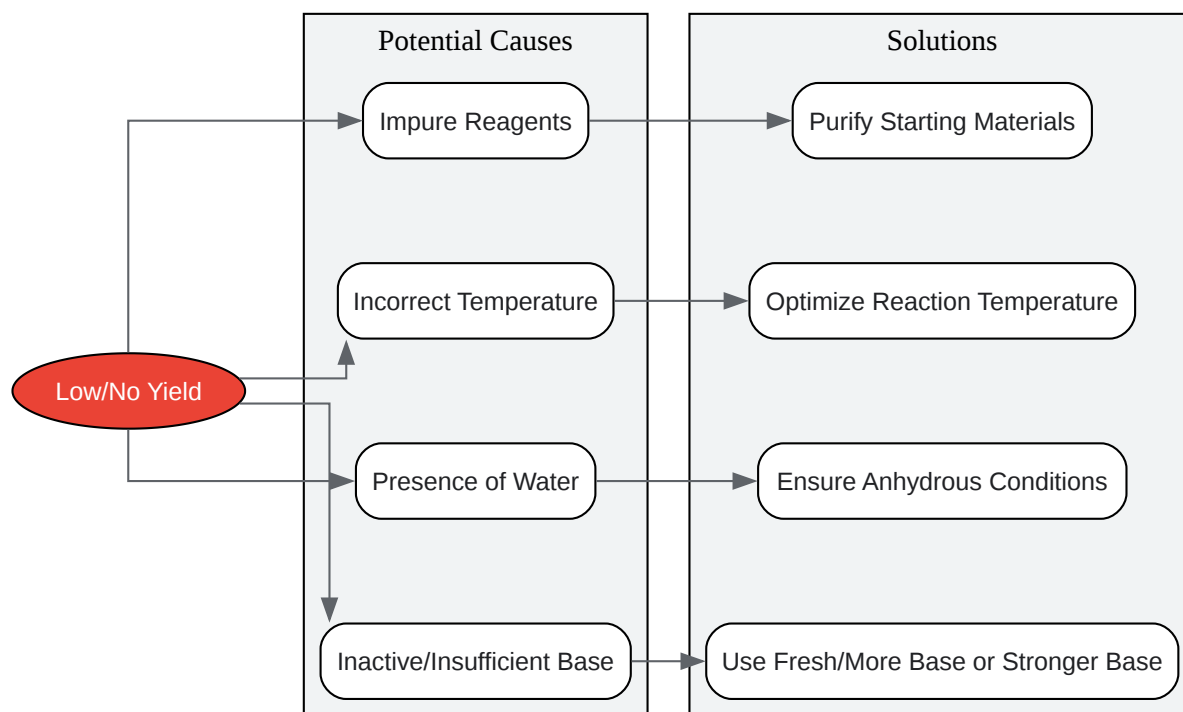 Potential Causes
Solutions
Impure Reagents
Purify Starting Materials
Incorrect Temperature
Optimize Reaction Temperature
Low/No Yield
Presence of Water
Ensure Anhydrous Conditions
Inactive/Insufficient Base
Use Fresh/More Base or Stronger Base